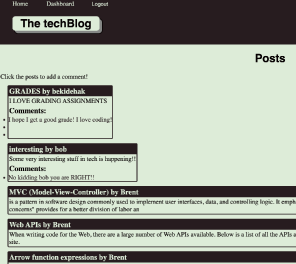 Home Dashboard Logout
The techBlog
Posts
Click the posts to add a comment!
GRADES by bekidehak
I LOVE GRADING ASSIGNMENTS
Comments:
I hope I get a good grade! I love coding!
interesting by bob
Some very interesting stuff in tech is happening!!
Comments:
No kidding bob you are RIGHT!!
MVC (Model-View-Controller) by Brent
is a pattern in software design commonly used to implement user interfaces, data, and controlling logic. It emph
concerns" provides for a better division of labor an
Web APIs by Brent
When writing code for the Web, there are a large number of Web APIs available. Below is a list of all the APIs a
site.
Arrow function expressions by Brent